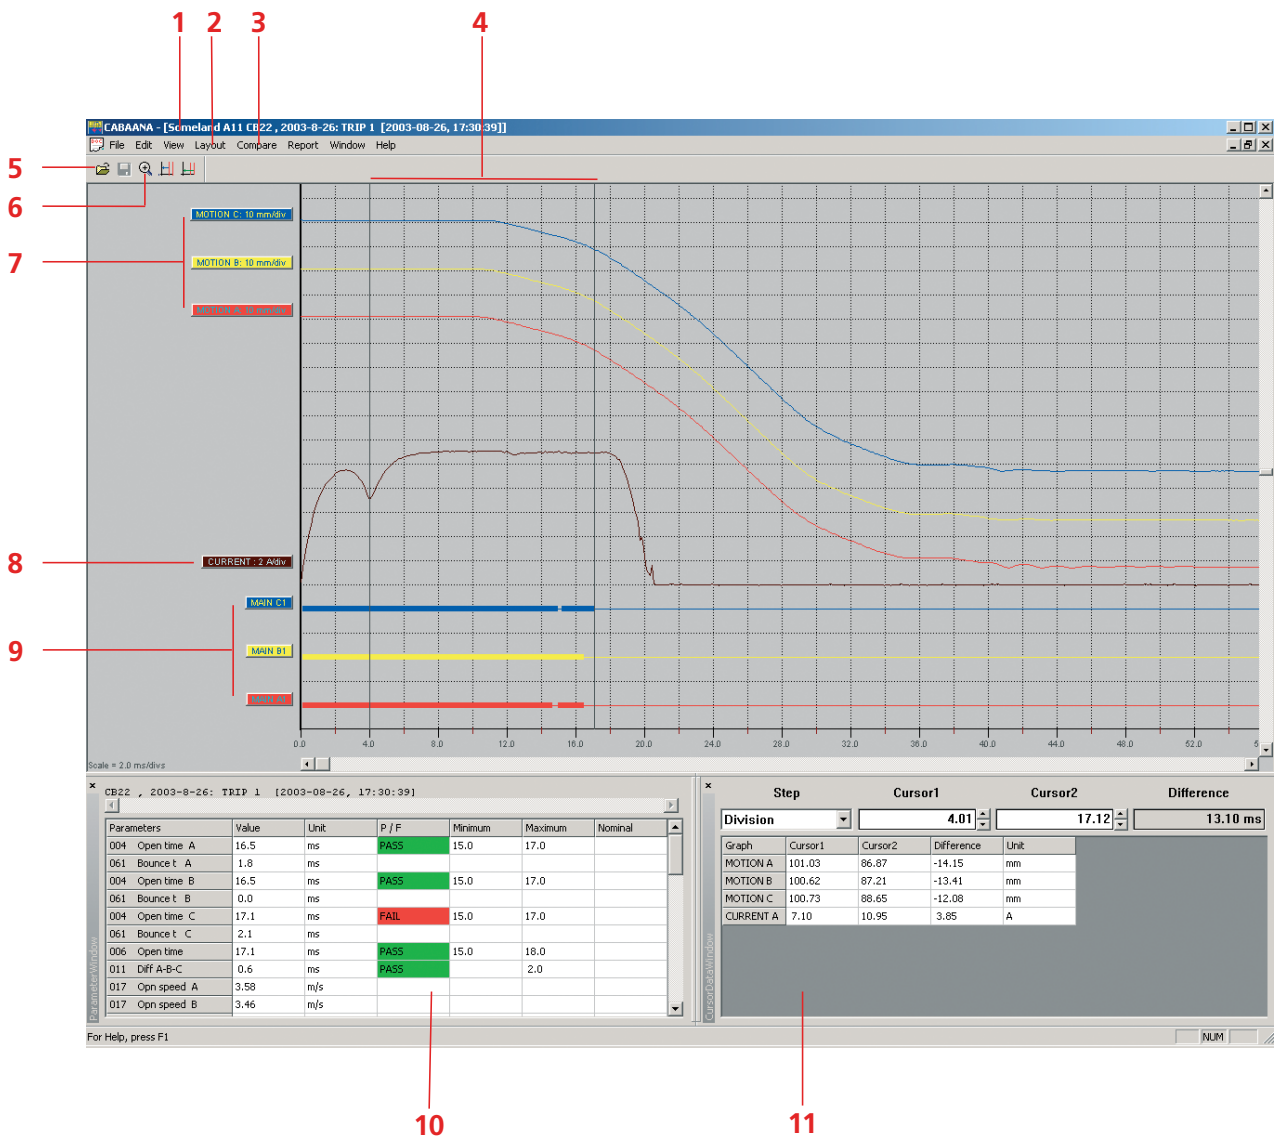 1 2 3 4
CABAANA - [Someland A11 CB22 , 2003-8-26: TRIP 1 [2003-08-26, 17:30:39]]
File Edit View Layout Compare Report Window Help
5
6
MOTION C: 10 mm/div
7
MOTION B: 10 mm/div
8
CURRENT : 2 A/div
MAIN C1
9
MAIN B1
0.0 4.0 8.0 12.0 16.0 20.0 24.0 28.0 32.0 36.0 40.0 44.0 48.0 52.0 5
Scale = 2.0 ms/divs
CB22 , 2003-8-26: TRIP 1 [2003-08-26, 17:30:39]
Parameters Value Unit P / F Minimum Maximum Nominal
004 Open time A 16.5 ms PASS 15.0 17.0
061 Bounce t A 1.8 ms
004 Open time B 16.5 ms PASS 15.0 17.0
061 Bounce t B 0.0 ms
004 Open time C 17.1 ms FAIL 15.0 17.0
061 Bounce t C 2.1 ms
006 Open time 17.1 ms PASS 15.0 18.0
011 Diff A-B-C 0.6 ms PASS 2.0
017 Opn speed A 3.58 m/s
017 Opn speed B 3.46 m/s
ParameterWindow
Step Cursor1 Cursor2 Difference
Division 4.01 17.12 13.10 ms
Graph Cursor1 Cursor2 Difference Unit
MOTION A 101.03 86.87 -14.15 mm
MOTION B 100.62 87.21 -13.41 mm
MOTION C 100.73 88.65 -12.08 mm
CURRENT A 7.10 10.95 3.85 A
CursorDataWindow
For Help, press F1
NUM
10 11